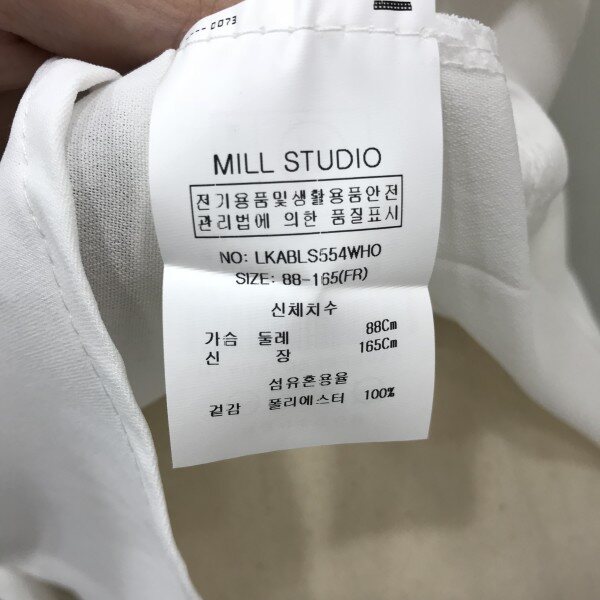 0073
MILL STUDIO
전기용품및생활용품안전
관리법에 의한 품질표시
NO: LKABLS554WHO
SIZE: 88-165(FR)
신체치수
가슴 둘레 88Cm
신 장 165Cm
섬유혼용율
겉감 폴리에스터 100%